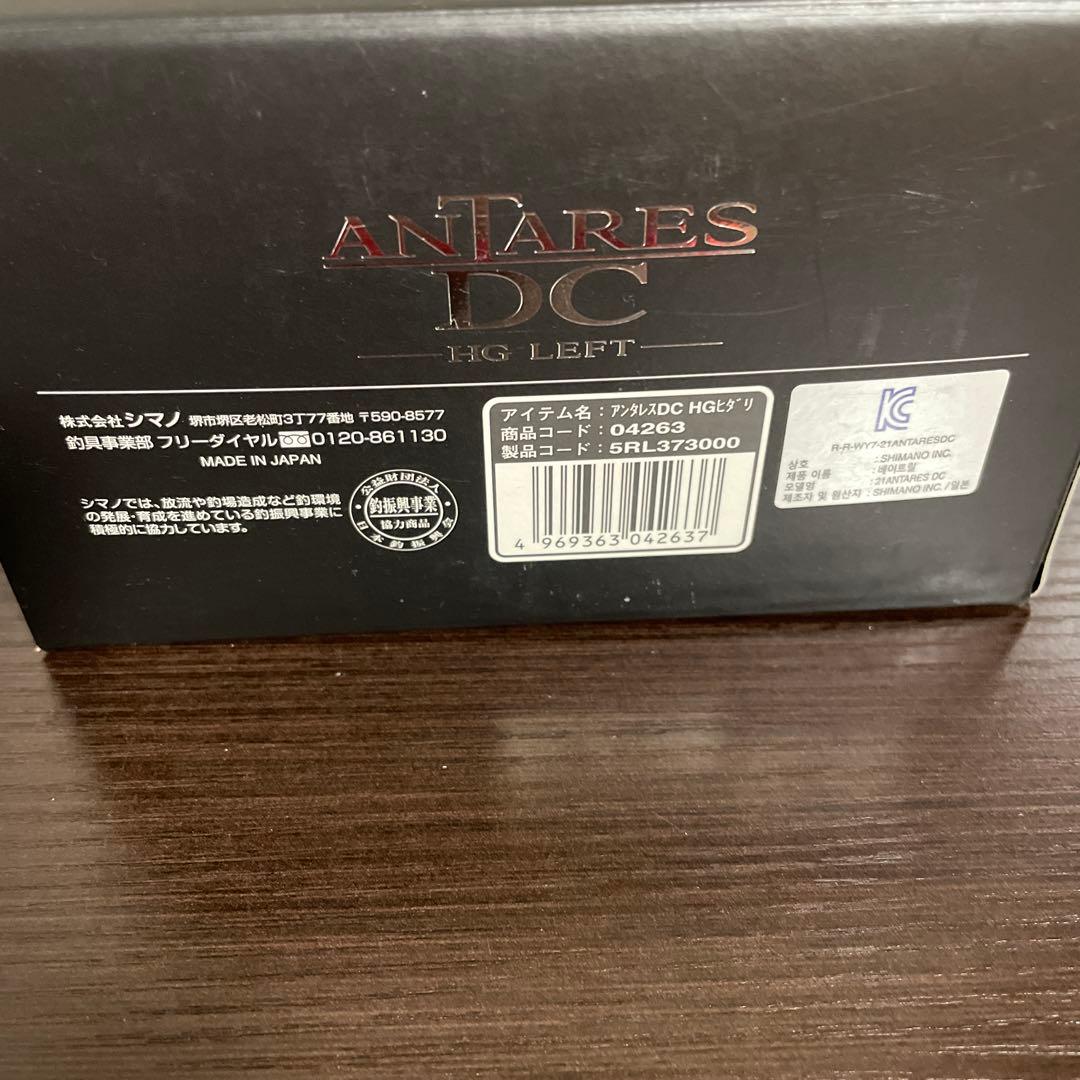 ANTARES
DC
HG LEFT
株式会社シマノ 堺市堺区老松町3丁77番地 〒590-8577
釣具事業部 フリーダイヤル 0120-861130
MADE IN JAPAN
シマノでは、放流や釣場造成など釣環境
の発展・育成を進めている釣振興事業に
積極的に協力しています。
公益財団法人
釣振興事業
協力商品
日本釣振興会
アイテム名：ｱﾝﾀﾚｽDC HGﾋﾀﾞﾘ
商品コード：04263
製品コード：5RL373000
4 969363 042637
R-R-WY7-21ANTARESDC
상호 : SHIMANO INC.
제품 이름 : 베이트릴
모델명 : 21ANTARES DC
제조자 및 원산지 : SHIMANO INC. / 일본